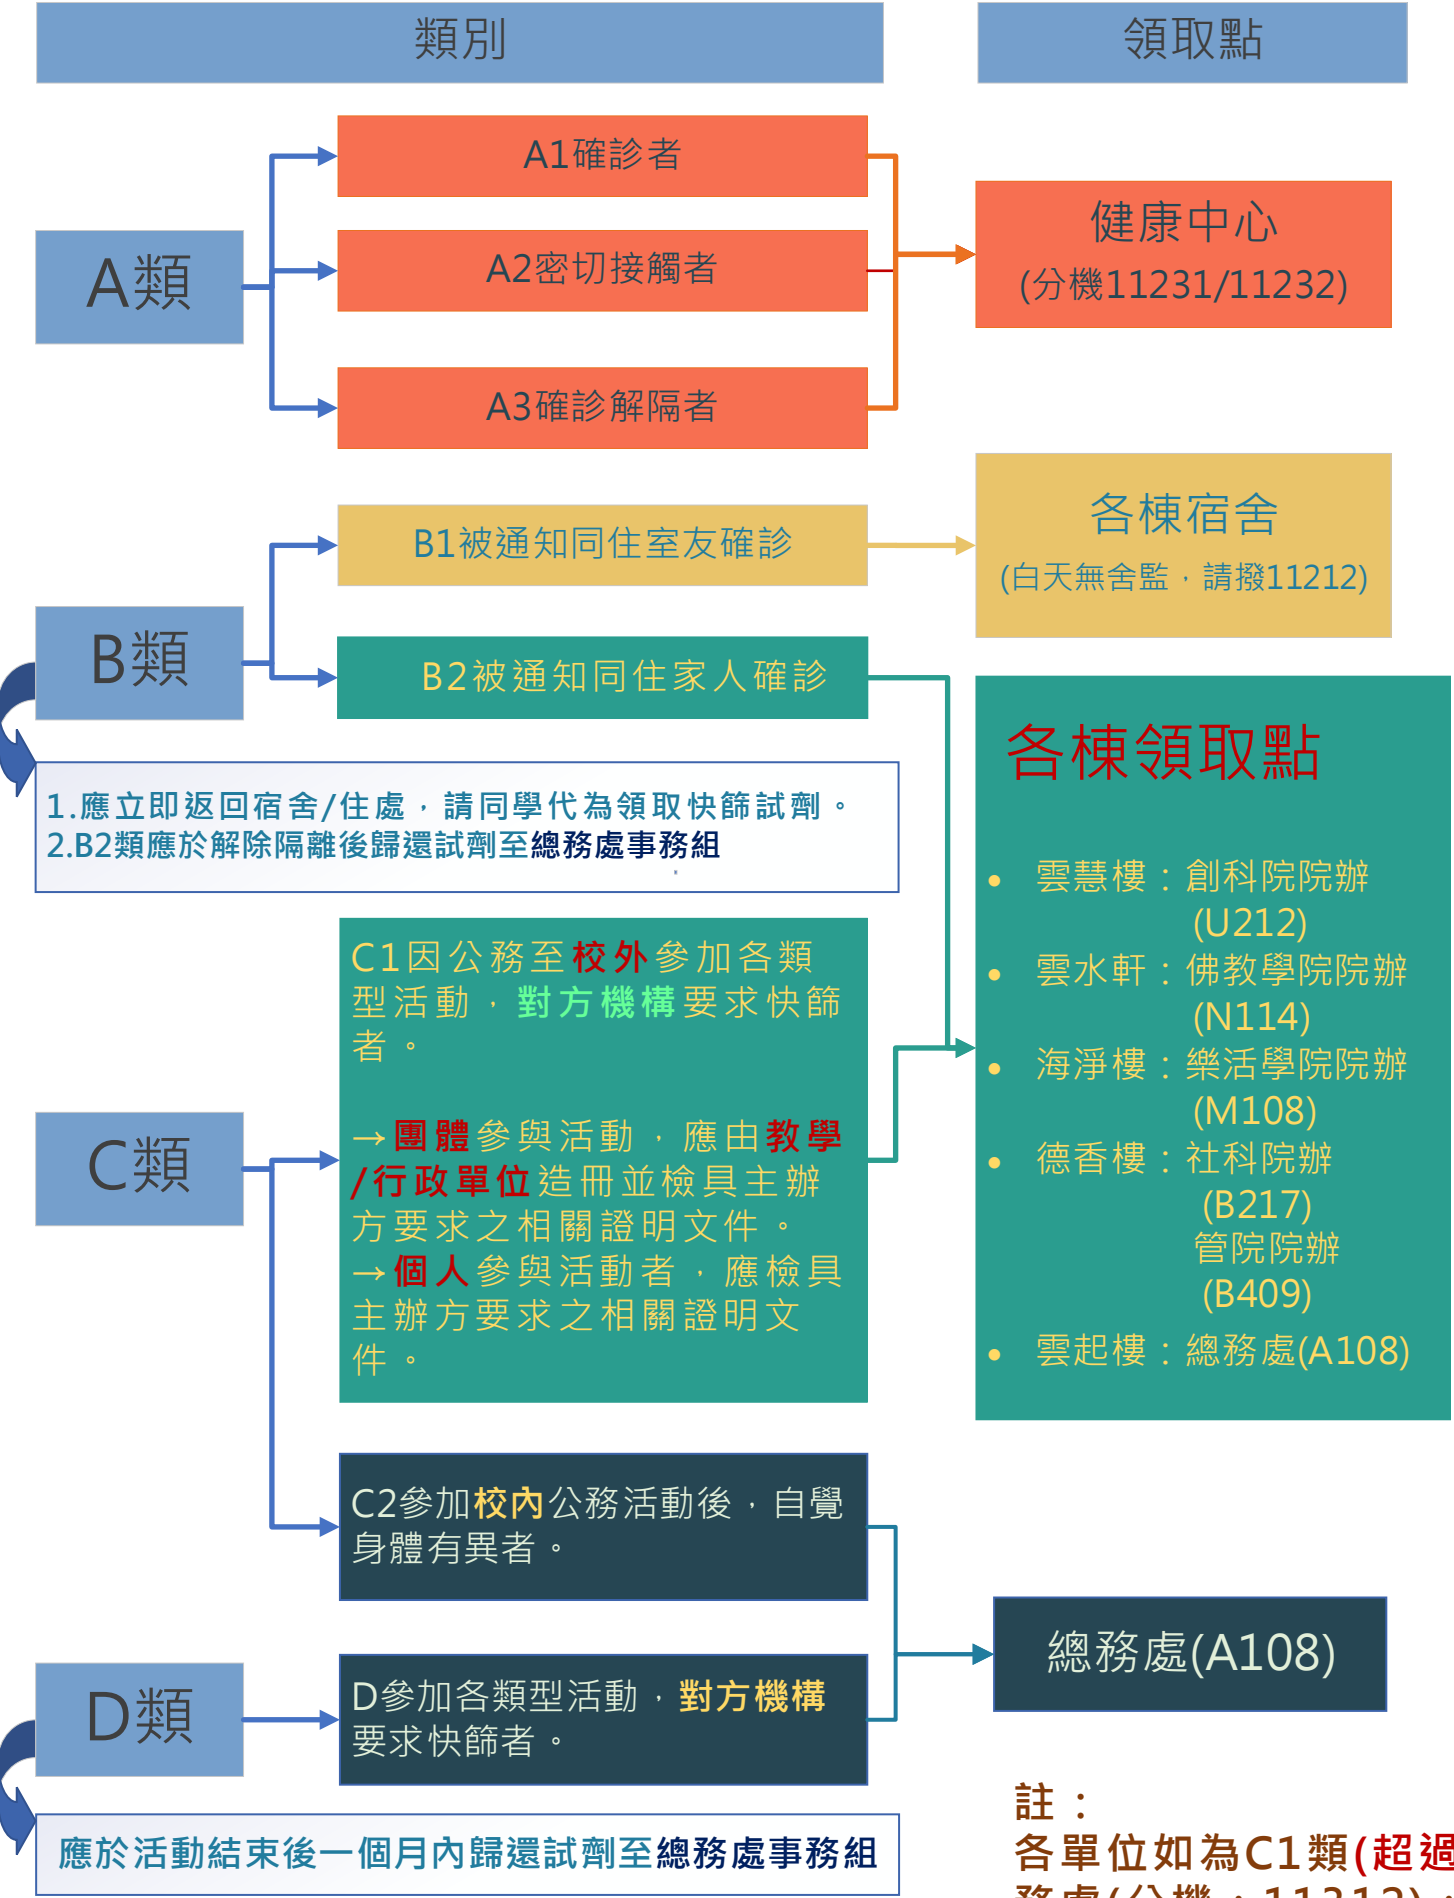 類別
領取點
A類
A1確診者
A2密切接觸者
A3確診解隔者
健康中心
(分機11231/11232)
B類
B1被通知同住室友確診
各棟宿舍
(白天無舍監，請撥11212)
B2被通知同住家人確診
1.應立即返回宿舍/住處，請同學代為領取快篩試劑。
2.B2類應於解除隔離後歸還試劑至總務處事務組
各棟領取點
• 雲慧樓：創科院院辦
(U212)
• 雲水軒：佛教學院院辦
(N114)
• 海淨樓：樂活學院院辦
(M108)
• 德香樓：社科院辦
(B217)
管院院辦
(B409)
• 雲起樓：總務處(A108)
C類
C1因公務至校外參加各類
型活動，對方機構要求快篩
者。
→團體參與活動，應由教學
/行政單位造冊並檢具主辦
方要求之相關證明文件。
→個人參與活動者，應檢具
主辦方要求之相關證明文
件。
C2參加校內公務活動後，自覺
身體有異者。
總務處(A108)
D類
D參加各類型活動，對方機構
要求快篩者。
應於活動結束後一個月內歸還試劑至總務處事務組
註：
各單位如為C1類(超過
務處(分機：11312)